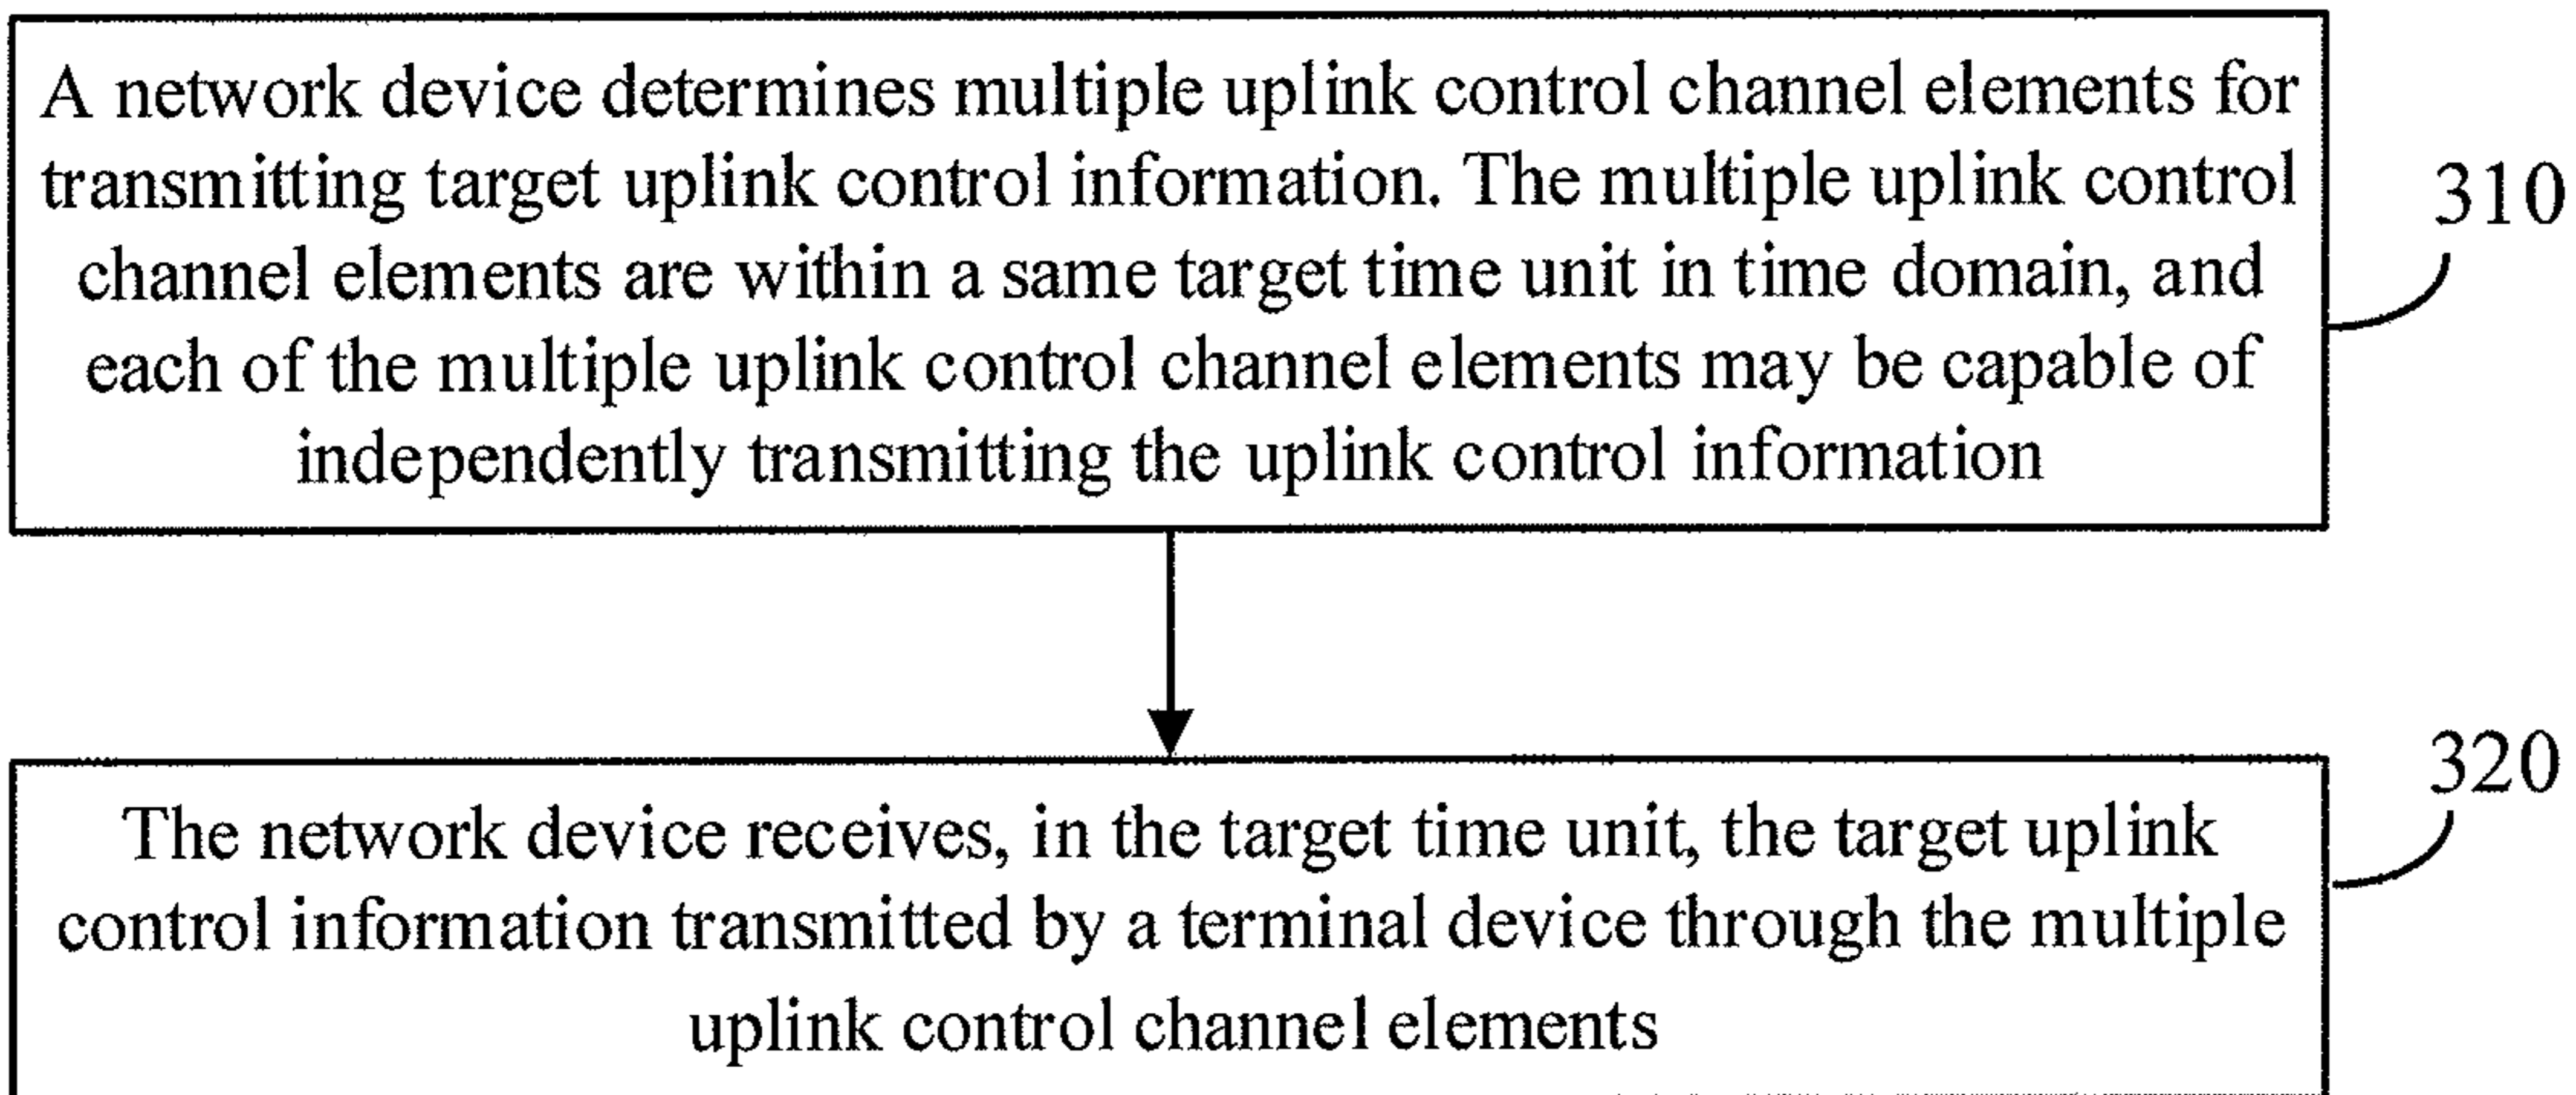 A network device determines multiple uplink control channel elements for
transmitting target uplink control information. The multiple uplink control
channel elements are within a same target time unit in time domain, and
each of the multiple uplink control channel elements may be capable of
independently transmitting the uplink control information
310
The network device receives, in the target time unit, the target uplink
control information transmitted by a terminal device through the multiple
uplink control channel elements
320